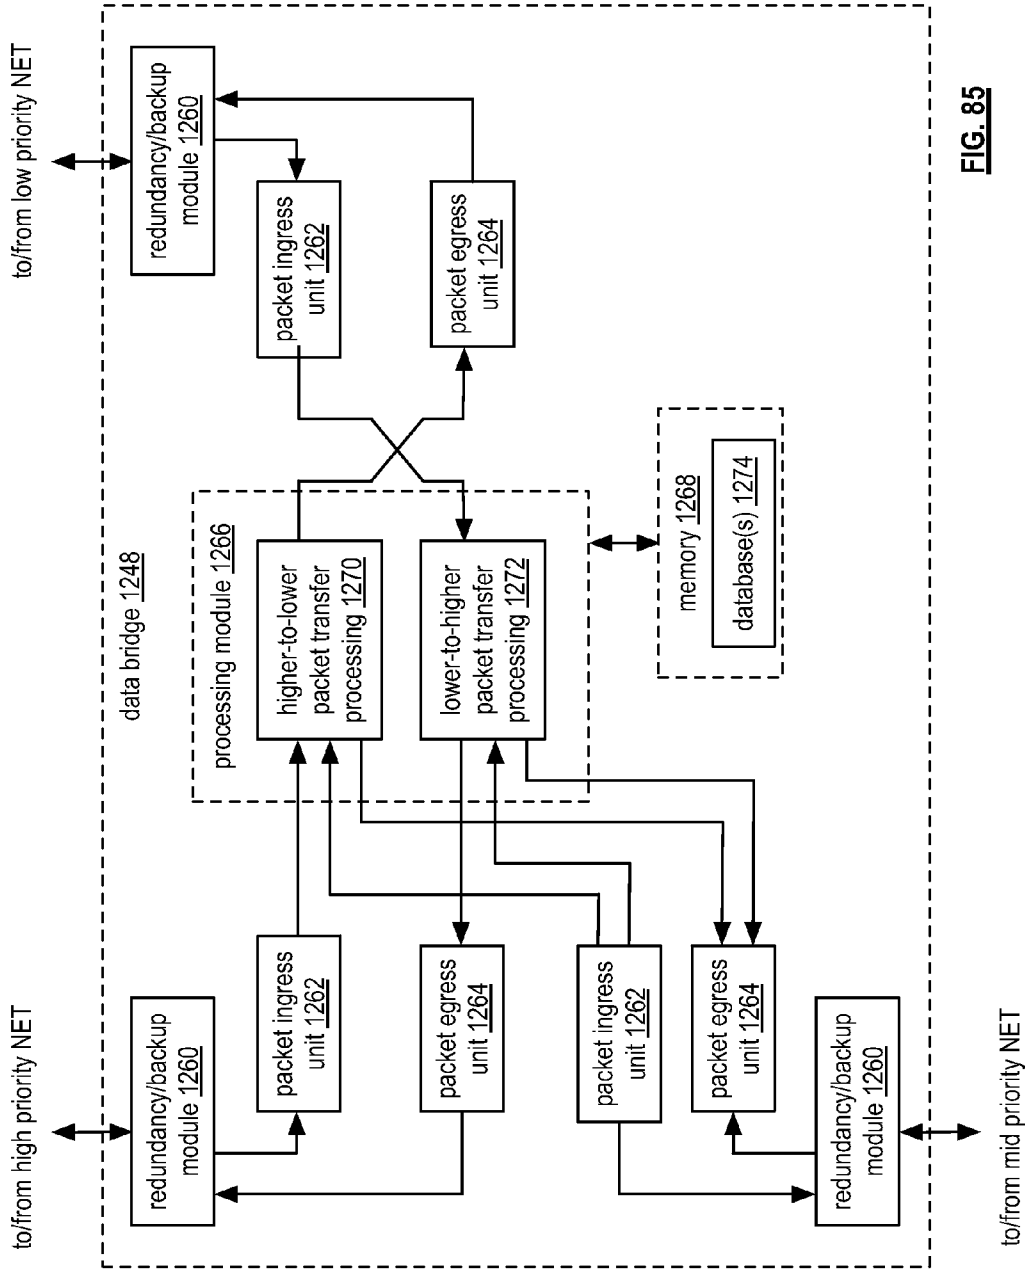 to/from high priority NET
to/from low priority NET
data bridge 1248
redundancy/backup
module 1260
redundancy/backup
module 1260
processing module 1266
packet ingress
unit 1262
higher-to-lower
packet transfer
processing 1270
packet ingress
unit 1262
packet egress
unit 1264
lower-to-higher
packet transfer
processing 1272
packet egress
unit 1264
packet ingress
unit 1262
packet egress
unit 1264
memory 1268
database(s) 1274
redundancy/backup
module 1260
to/from mid priority NET
FIG. 85